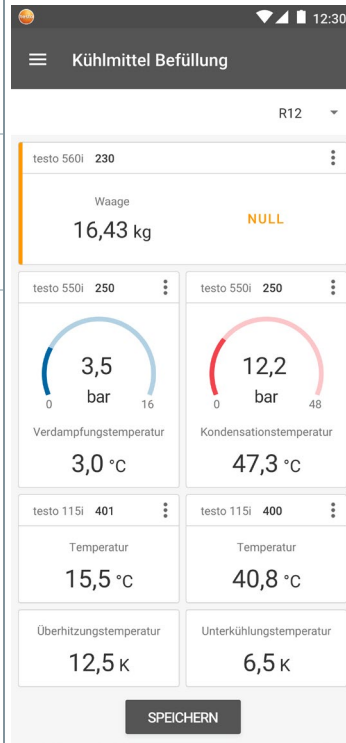 testo
12:30
Kühlmittel Befüllung
R12
testo 560i 230
Waage
16,43 kg
NULL
testo 550i 250
3,5
bar
0 16
Verdampfungstemperatur
3,0 °C
testo 550i 250
12,2
bar
0 48
Kondensationstemperatur
47,3 °C
testo 115i 401
Temperatur
15,5 °C
testo 115i 400
Temperatur
40,8 °C
Überhitzungstemperatur
12,5 K
Unterkühlungstemperatur
6,5 K
SPEICHERN